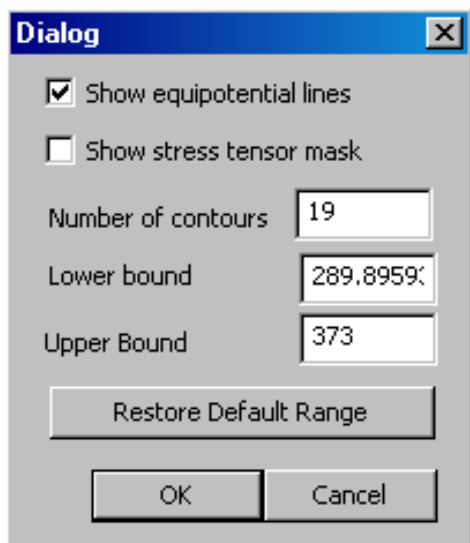 Dialog
Show equipotential lines
Show stress tensor mask
Number of contours 19
Lower bound 289.8959
Upper Bound 373
Restore Default Range
OK Cancel